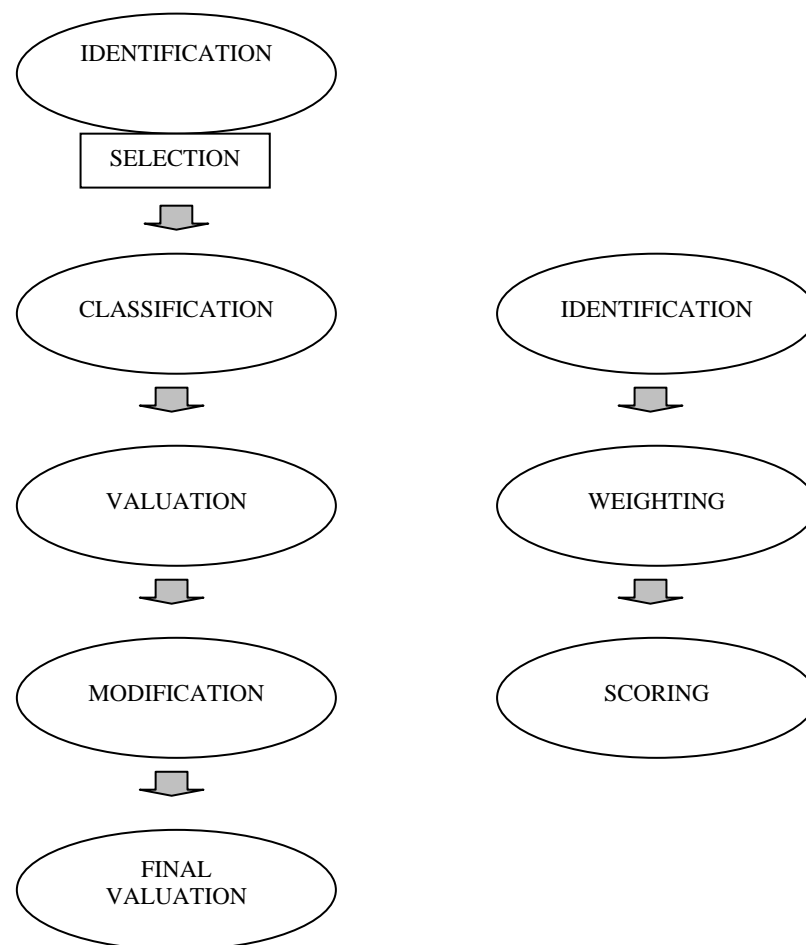 IDENTIFICATION
SELECTION
CLASSIFICATION
VALUATION
MODIFICATION
FINAL
VALUATION
IDENTIFICATION
WEIGHTING
SCORING